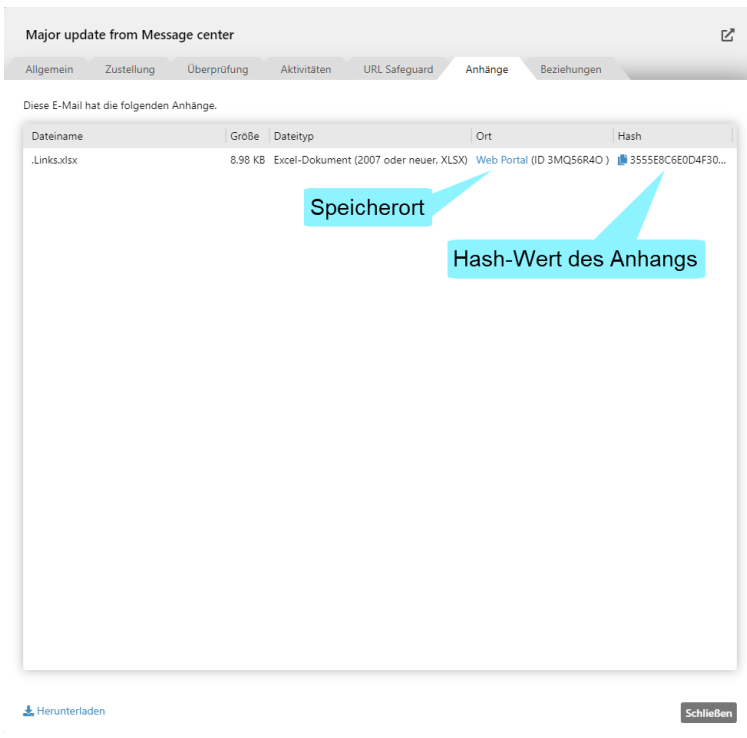 Major update from Message center
Allgemein Zustellung Überprüfung Aktivitäten URL Safeguard Anhänge Beziehungen
Diese E-Mail hat die folgenden Anhänge.
Dateiname Größe Dateityp Ort Hash
.Links.xlsx 8.98 KB Excel-Dokument (2007 oder neuer, XLSX) Web Portal (ID 3MQ56R4O ) 3555E8C6E0D4F30...
Speicherort
Hash-Wert des Anhangs
Herunterladen Schließen